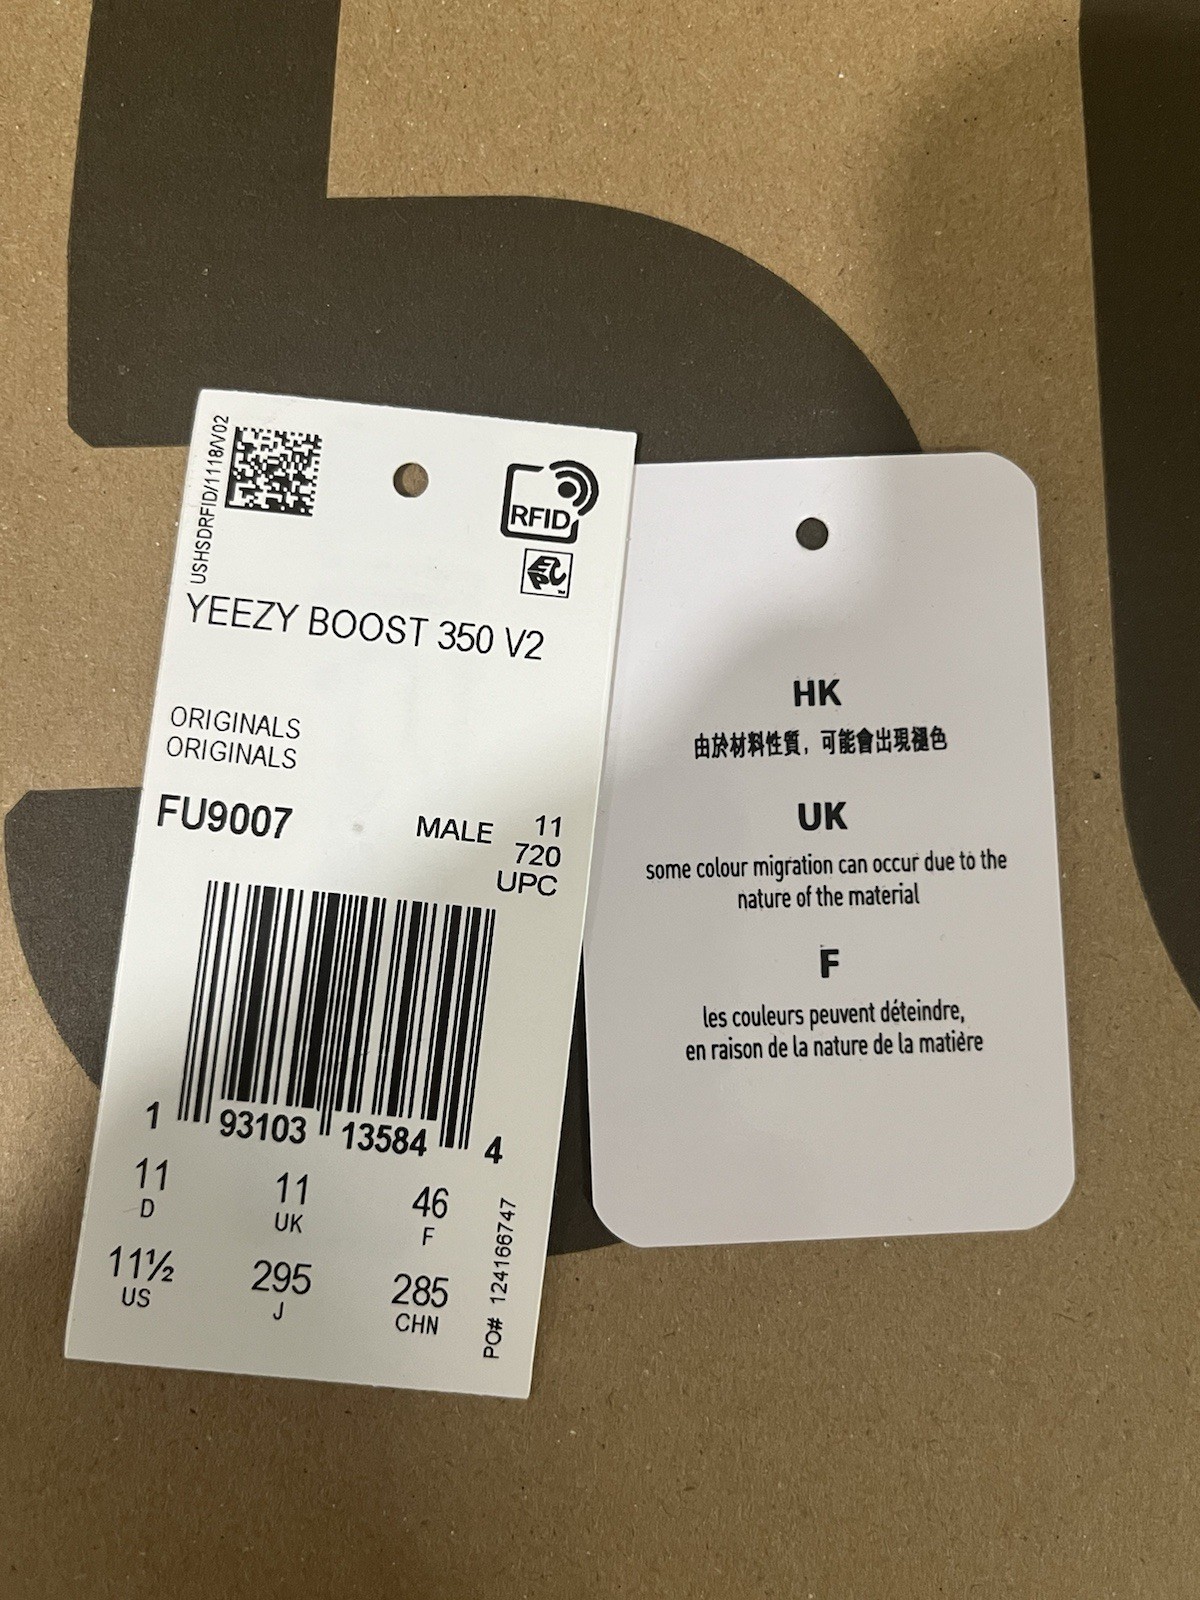 USHSDRFID/1118/V02
RFID
EPC
YEEZY BOOST 350 V2
ORIGINALS
ORIGINALS
FU9007
MALE 11
720
UPC
1 93103 13584 4
11 11 46
D UK F
11½ 295 285
US J CHN
PO# 124166747
HK
由於材料性質，可能會出現褪色
UK
some colour migration can occur due to the
nature of the material
F
les couleurs peuvent déteindre,
en raison de la nature de la matière